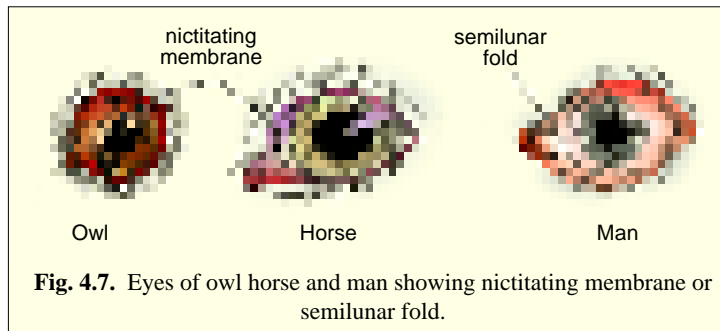 nictitating
membrane
semilunar
fold
Owl
Horse
Man
Fig. 4.7. Eyes of owl horse and man showing nictitating membrane or
semilunar fold.